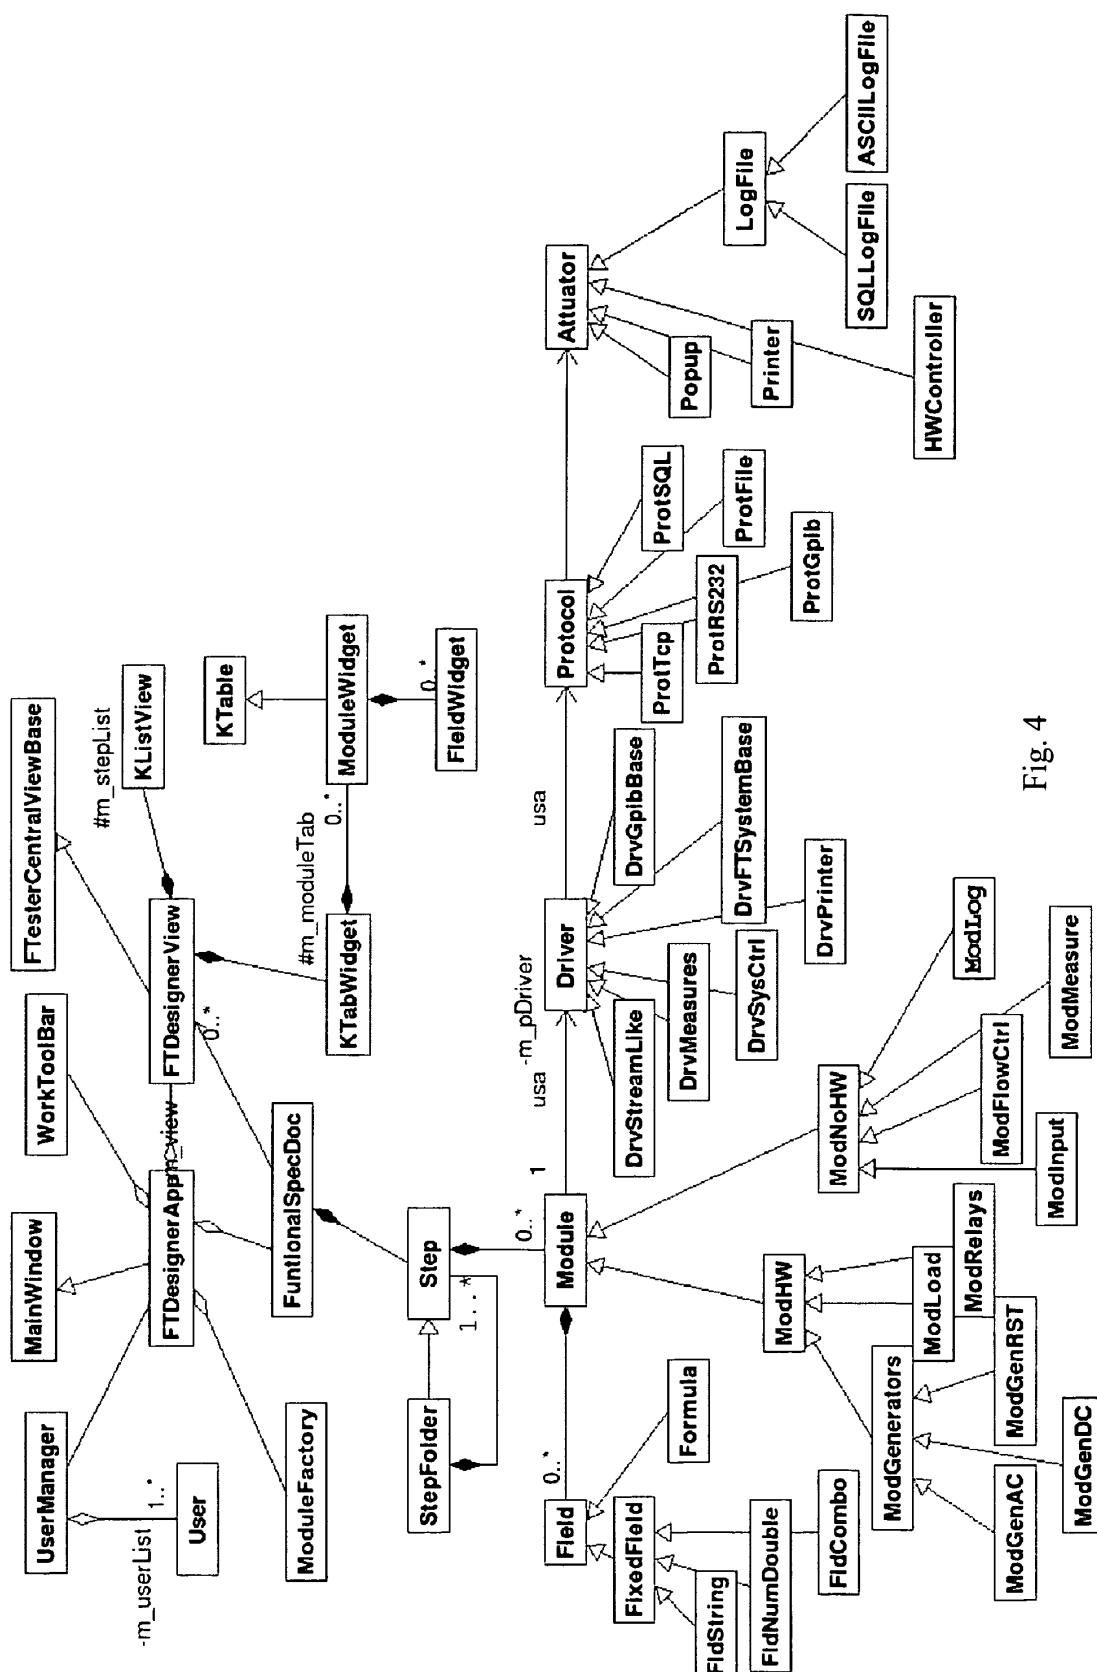 UserManager
MainWindow
WorkToolBar
FTesterCentralViewBase
-m_userList
1..*
User
FTDesignerApp
m_view
FTDesignerView
#m_stepList
KListView
0..*
ModuleFactory
FuntionalSpecDoc
KTabWidget
#m_moduleTab
0..*
ModuleWidget
KTable
0..*
FieldWidget
StepFolder
Step
1...*
0..*
Field
0..*
Module
1
usa
-m_pDriver
Driver
usa
Protocol
Attuator
FixedField
Formula
FldString
FldNumDouble
FldCombo
ModHW
ModNoHW
ModGenerators
ModLoad
ModRelays
ModGenAC
ModGenRST
ModGenDC
ModInput
ModFlowCtrl
ModLog
ModMeasure
DrvStreamLike
DrvMeasures
DrvSysCtrl
DrvGpibBase
DrvFTSystemBase
DrvPrinter
ProtTcp
ProtRS232
ProtSQL
ProtFile
ProtGpib
Popup
Printer
HWController
LogFile
SQLLogFile
ASCIILogFile
Fig. 4